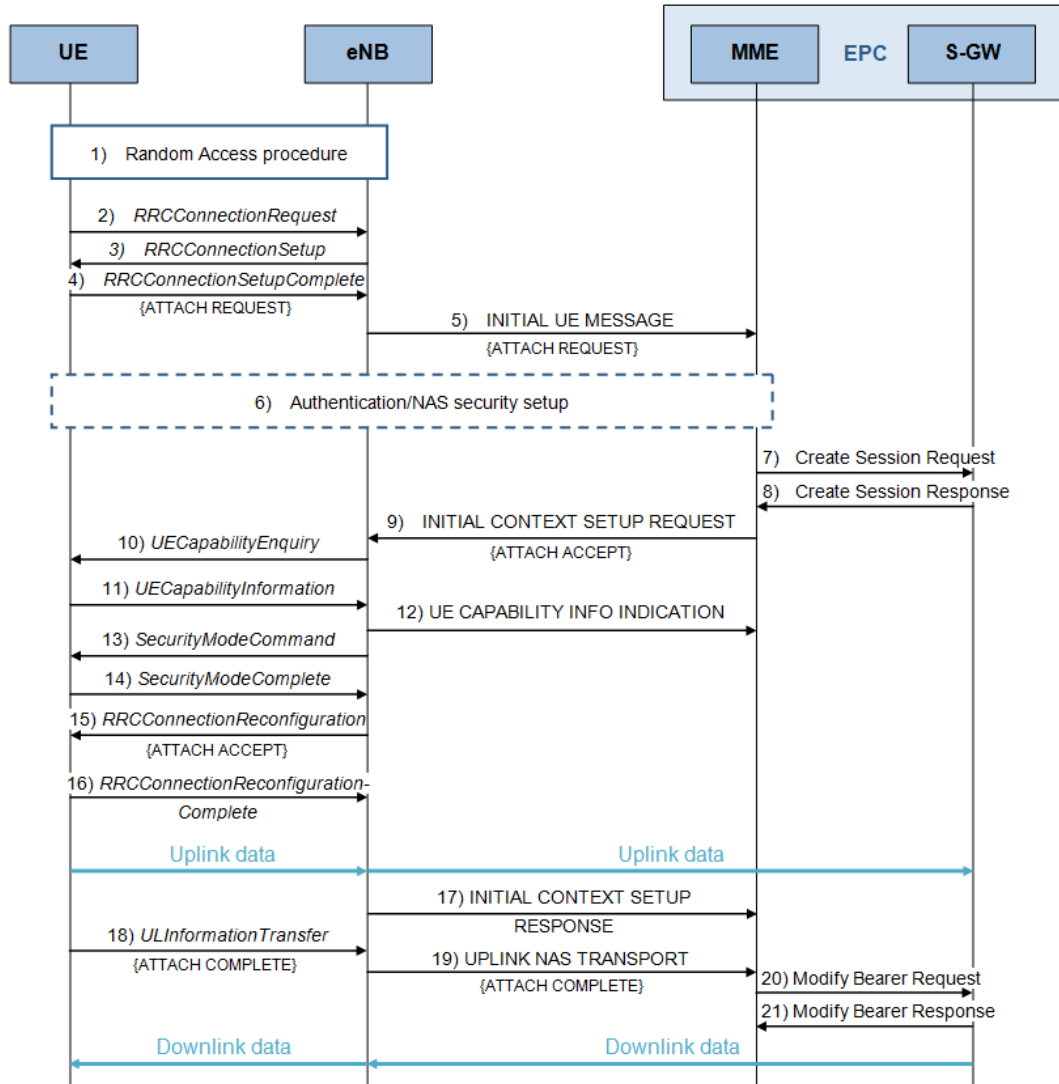 UE
eNB
MME
EPC
S-GW
1) Random Access procedure
2) RRCConnectionRequest
3) RRCConnectionSetup
4) RRCConnectionSetupComplete
{ATTACH REQUEST}
5) INITIAL UE MESSAGE
{ATTACH REQUEST}
6) Authentication/NAS security setup
7) Create Session Request
8) Create Session Response
9) INITIAL CONTEXT SETUP REQUEST
{ATTACH ACCEPT}
10) UECapabilityEnquiry
11) UECapabilityInformation
12) UE CAPABILITY INFO INDICATION
13) SecurityModeCommand
14) SecurityModeComplete
15) RRCConnectionReconfiguration
{ATTACH ACCEPT}
16) RRCConnectionReconfiguration-
Complete
Uplink data
Uplink data
17) INITIAL CONTEXT SETUP
RESPONSE
18) ULInformationTransfer
{ATTACH COMPLETE}
19) UPLINK NAS TRANSPORT
{ATTACH COMPLETE}
20) Modify Bearer Request
21) Modify Bearer Response
Downlink data
Downlink data